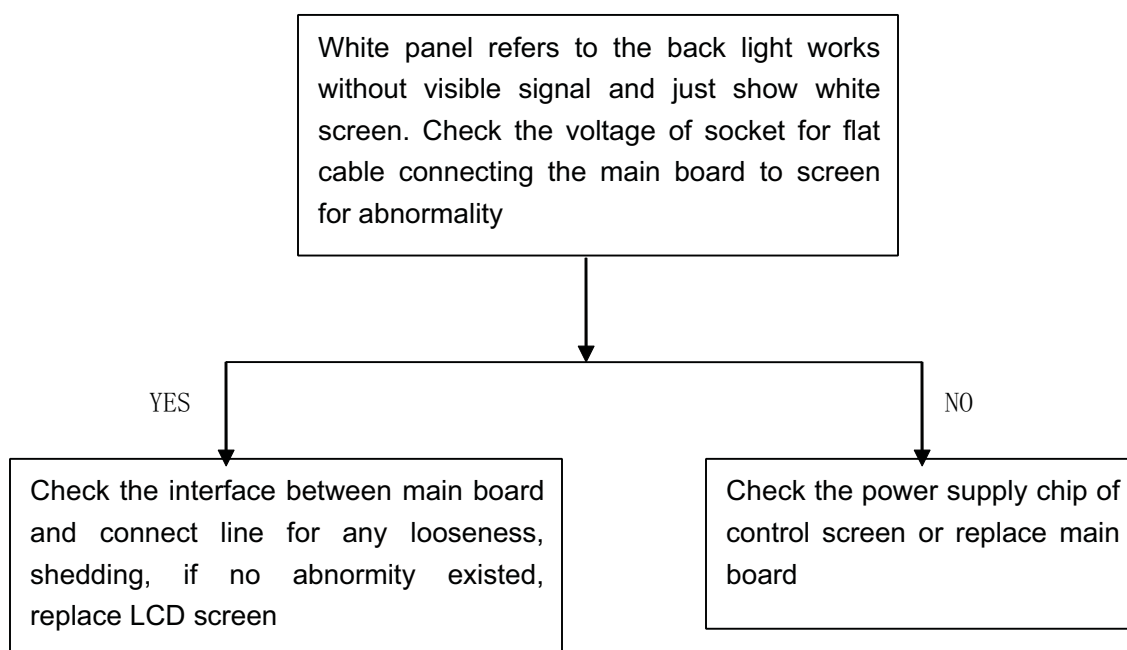 White panel refers to the back light works
without visible signal and just show white
screen. Check the voltage of socket for flat
cable connecting the main board to screen
for abnormality
YES
NO
Check the interface between main board
and connect line for any looseness,
shedding, if no abnormity existed,
replace LCD screen
Check the power supply chip of
control screen or replace main
board